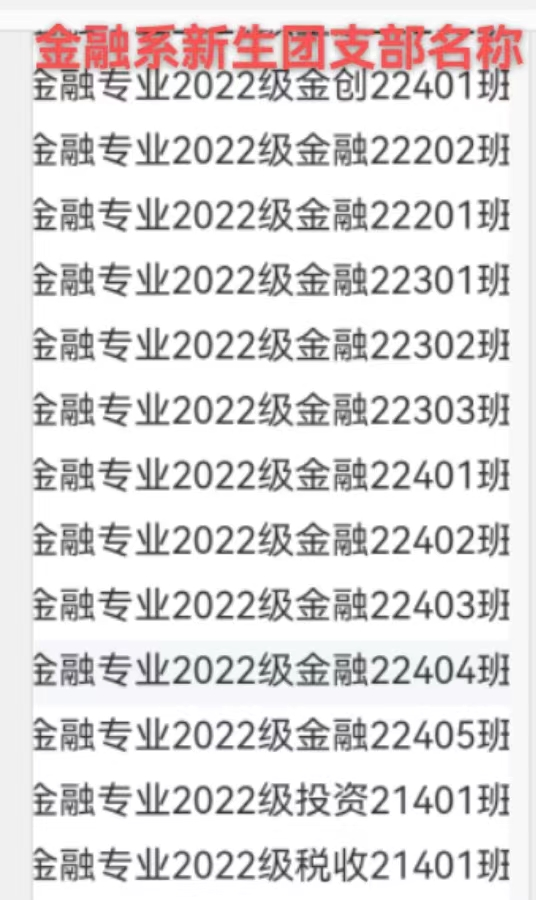 金融系新生团支部名称
金融专业2022级金创22401班
金融专业2022级金融22202班
金融专业2022级金融22201班
金融专业2022级金融22301班
金融专业2022级金融22302班
金融专业2022级金融22303班
金融专业2022级金融22401班
金融专业2022级金融22402班
金融专业2022级金融22403班
金融专业2022级金融22404班
金融专业2022级金融22405班
金融专业2022级投资21401班
金融专业2022级税收21401班